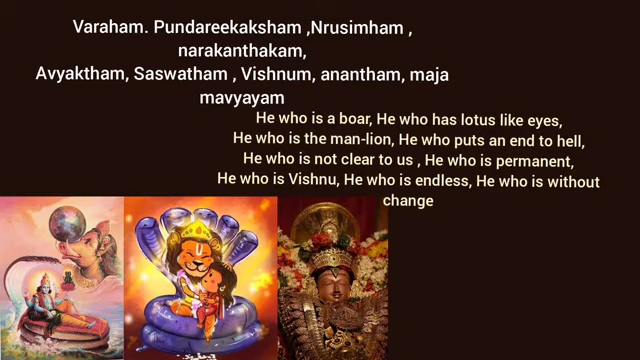 Varaham. Pundareekaksham ,Nrusimham ,
narakanthakam,
Avyaktham, Saswatham , Vishnum, anantham, maja
mavyayam
He who is a boar, He who has lotus like eyes,
He who is the man-lion, He who puts an end to hell,
He who is not clear to us , He who is permanent,
He who is Vishnu, He who is endless, He who is without
change